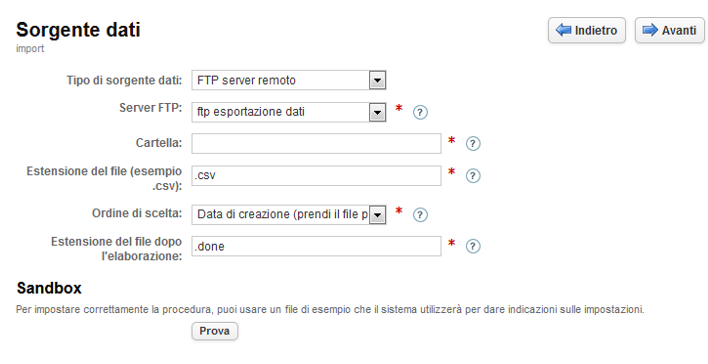 Sorgente dati
import
Indietro
Avanti
Tipo di sorgente dati: FTP server remoto
Server FTP: ftp esportazione dati * ?
Cartella: * ?
Estensione del file (esempio
.csv): .csv * ?
Ordine di scelta: Data di creazione (prendi il file p * ?
Estensione del file dopo
l'elaborazione: .done * ?
Sandbox
Per impostare correttamente la procedura, puoi usare un file di esempio che il sistema utilizzerà per dare indicazioni sulle impostazioni.
Prova